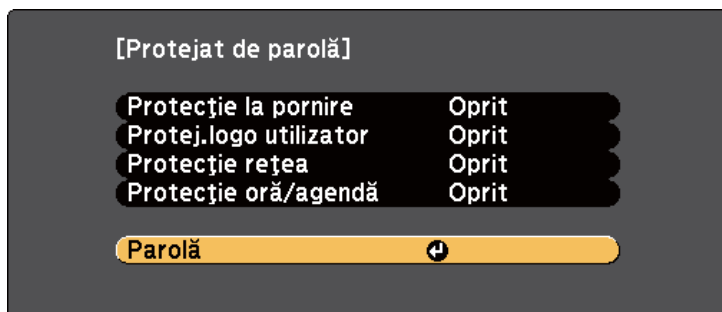 [Protejat de parolă]
Protecţie la pornire Oprit
Protej.logo utilizator Oprit
Protecţie reţea Oprit
Protecţie oră/agendă Oprit
Parolă